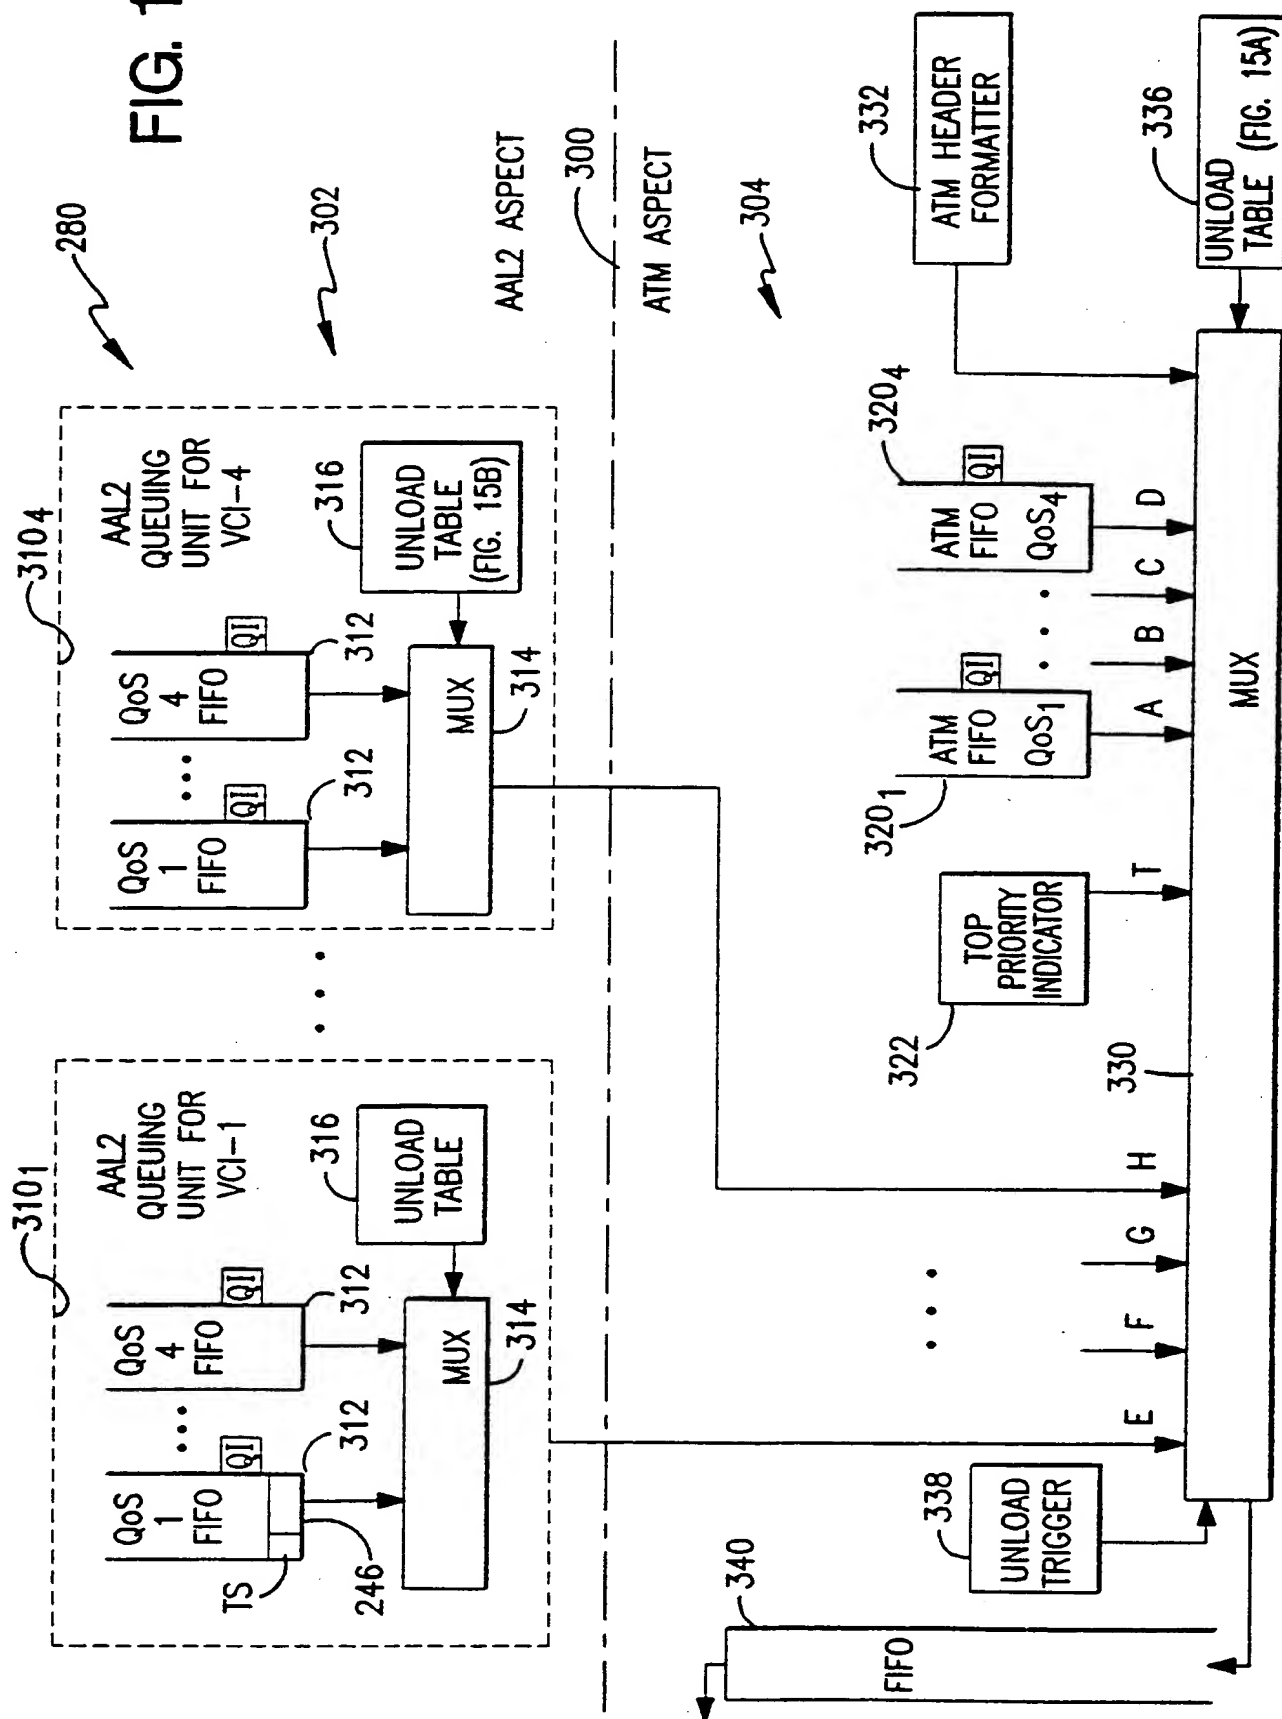 FIG. 1
280
302
AAL2 ASPECT
300
ATM ASPECT
304
3101
AAL2
QUEUING
UNIT FOR
VCI-1
QoS
1
FIFO
QI
312
TS
246
QoS
4
FIFO
QI
312
316
UNLOAD
TABLE
MUX
314
3104
AAL2
QUEUING
UNIT FOR
VCI-4
QoS
1
FIFO
QI
312
QoS
4
FIFO
QI
312
316
UNLOAD
TABLE
(FIG. 15B)
MUX
314
340
FIFO
338
UNLOAD
TRIGGER
E
F
G
H
330
322
TOP
PRIORITY
INDICATOR
T
3201
ATM
FIFO
QoS1
QI
A
B
C
D
3204
ATM
FIFO
QoS4
QI
332
ATM HEADER
FORMATTER
336
UNLOAD
TABLE (FIG. 15A)
MUX